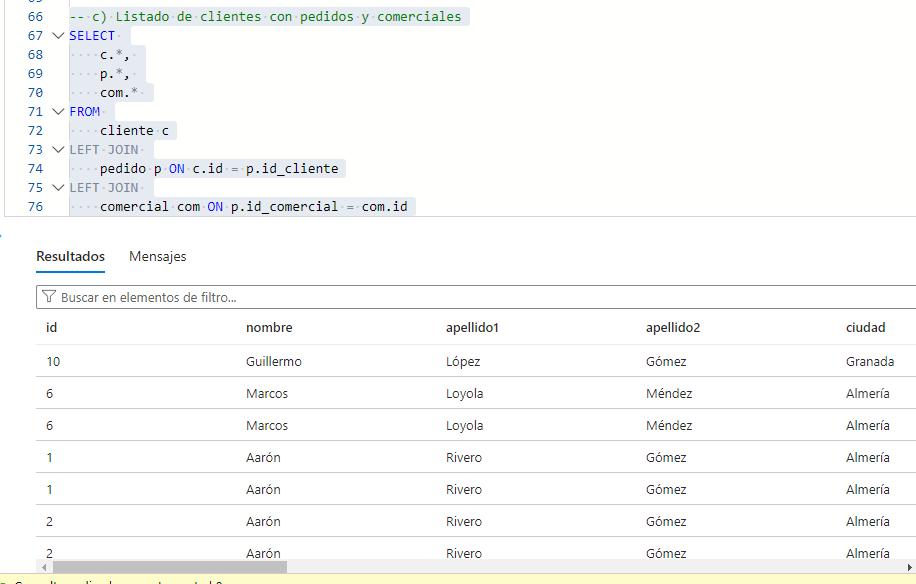 66 -- c) Listado de clientes con pedidos y comerciales
67 SELECT
68 c.*,
69 p.*,
70 com.*
71 FROM
72 cliente c
73 LEFT JOIN
74 pedido p ON c.id = p.id_cliente
75 LEFT JOIN
76 comercial com ON p.id_comercial = com.id
Resultados Mensajes
Buscar en elementos de filtro...
id nombre apellido1 apellido2 ciudad
10 Guillermo López Gómez Granada
6 Marcos Loyola Méndez Almería
6 Marcos Loyola Méndez Almería
1 Aarón Rivero Gómez Almería
1 Aarón Rivero Gómez Almería
2 Aarón Rivero Gómez Almería
2 Aarón Rivero Gómez Almería